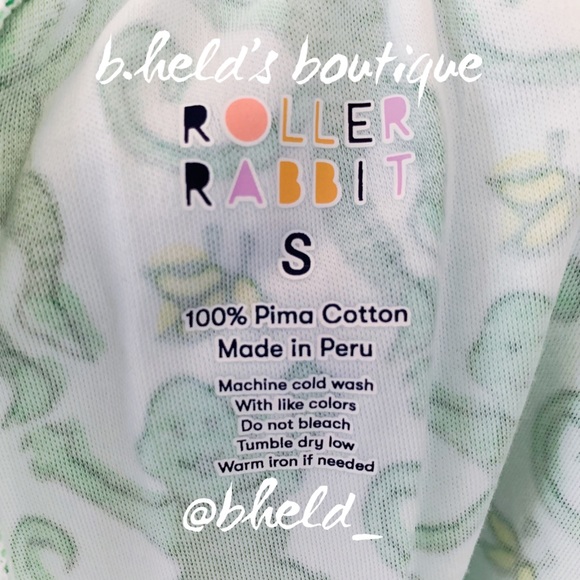 b.held's boutique
ROLLER
RABBIT
S
100% Pima Cotton
Made in Peru
Machine cold wash
With like colors
Do not bleach
Tumble dry low
Warm iron if needed
@bheld_